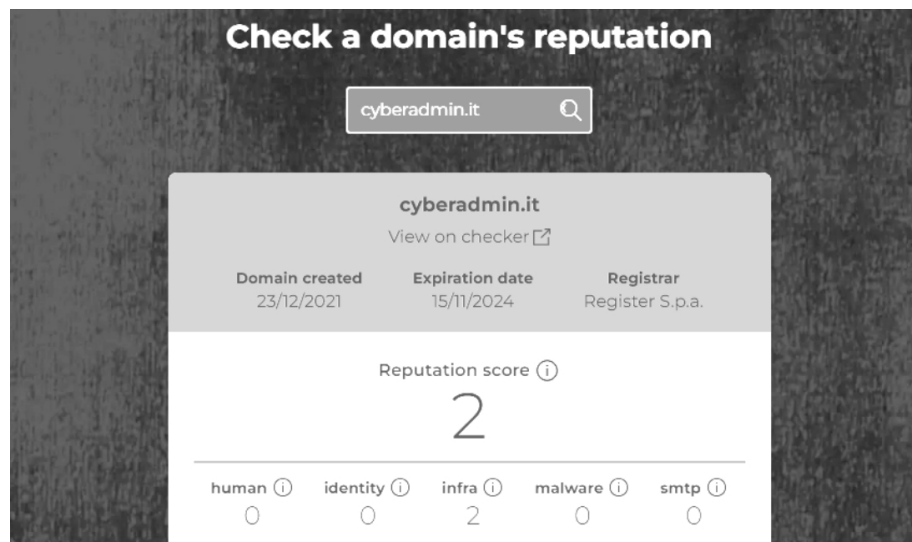 Check a domain's reputation
cyberadmin.it
cyberadmin.it
View on checker
Domain created Expiration date Registrar
23/12/2021 15/11/2024 Register S.p.a.
Reputation score
2
human identity infra malware smtp
0 0 2 0 0